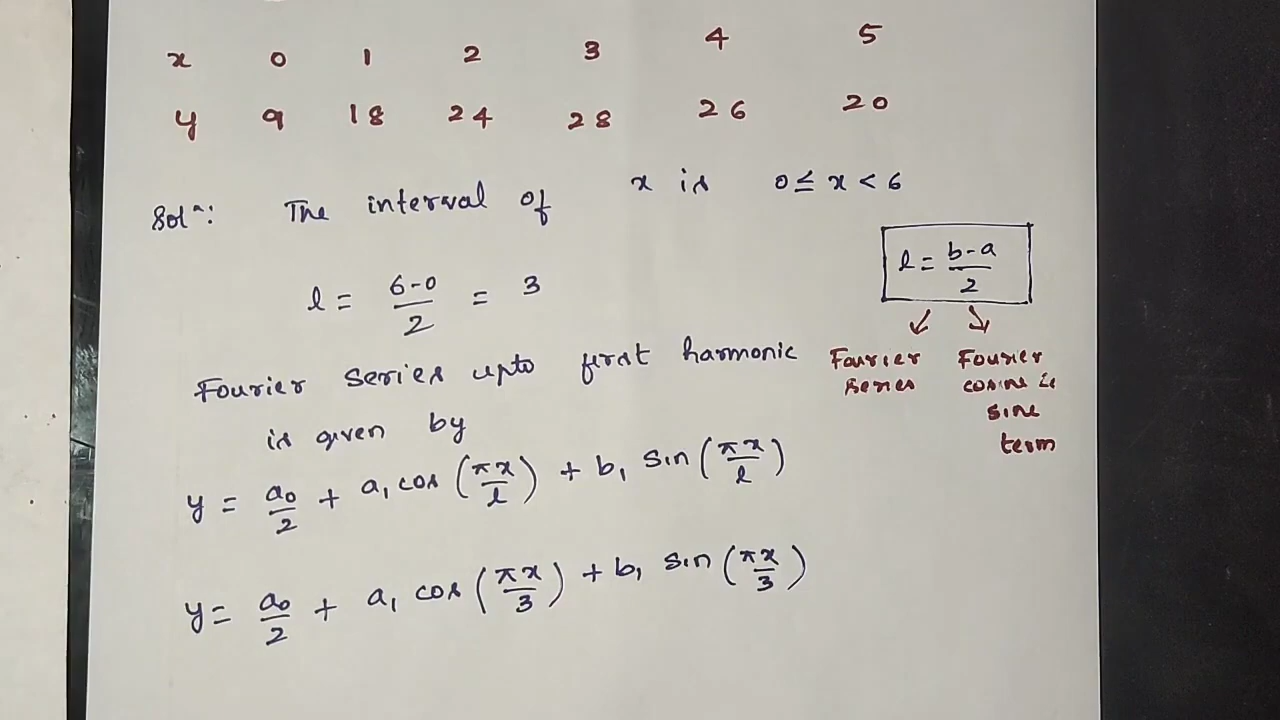 x 0 1 2 3 4 5
y 9 18 24 28 26 20
Solⁿ: The interval of x is 0 ≤ x < 6
l = b-a/2
l = 6-0/2 = 3
Fourier series upto first harmonic
is given by
Fourier series
Fourier cosine & sine term
y = a₀/2 + a₁ cos (πx/l) + b₁ sin (πx/l)
y = a₀/2 + a₁ cos (πx/3) + b₁ sin (πx/3)